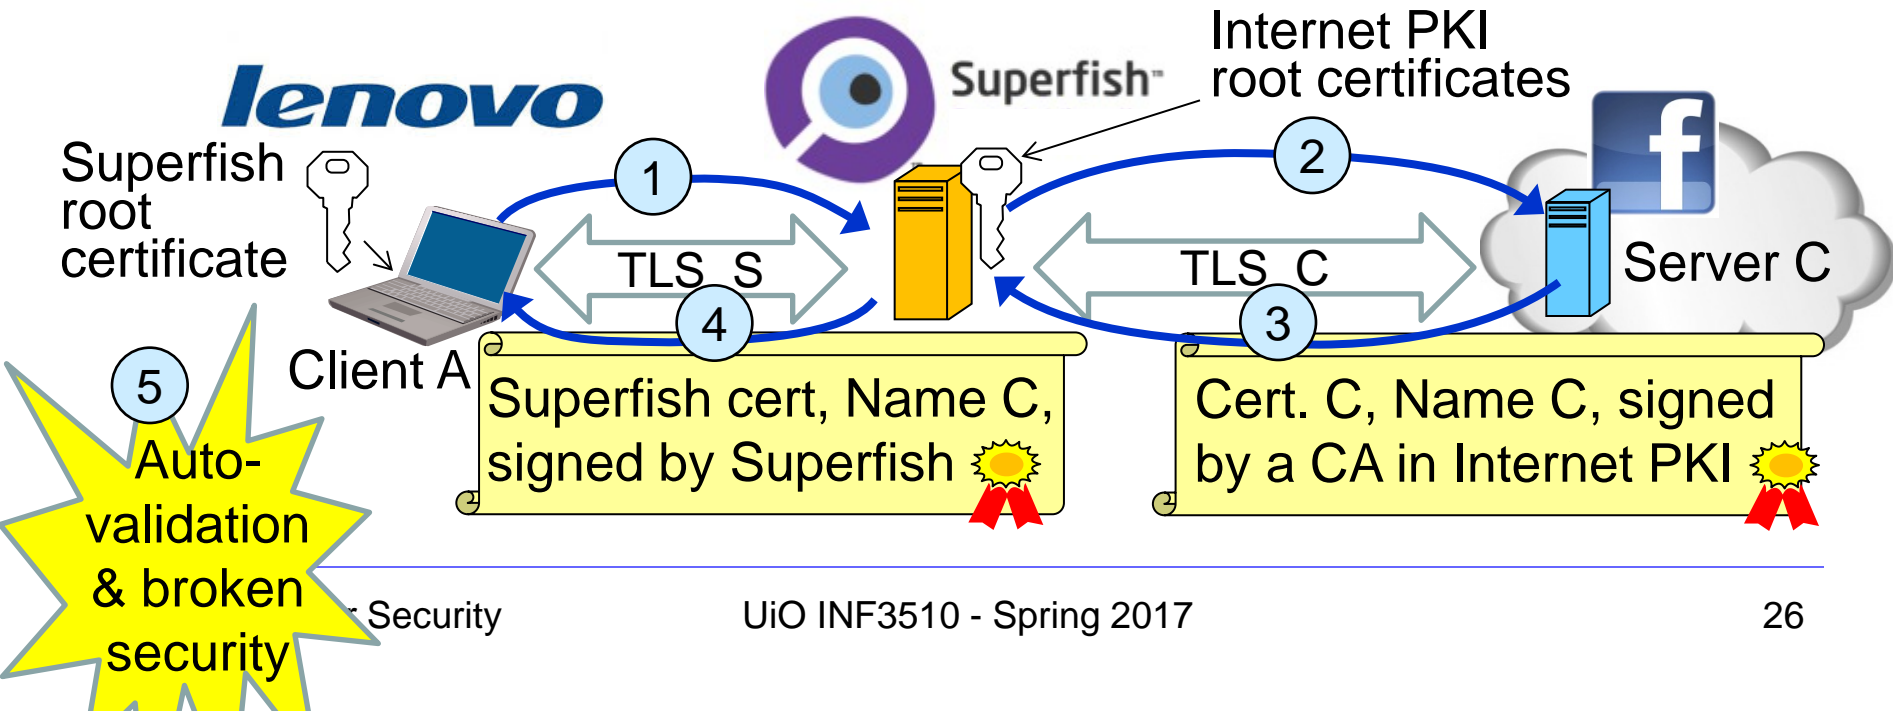 Internet PKI
root certificates
lenovo
Superfish™
f
Superfish
root
certificate
1
2
TLS_S
TLS_C
Server C
4
3
Client A
5
Auto-
validation
& broken
security
Superfish cert, Name C,
signed by Superfish
Cert. C, Name C, signed
by a CA in Internet PKI
r Security
UiO INF3510 - Spring 2017
26